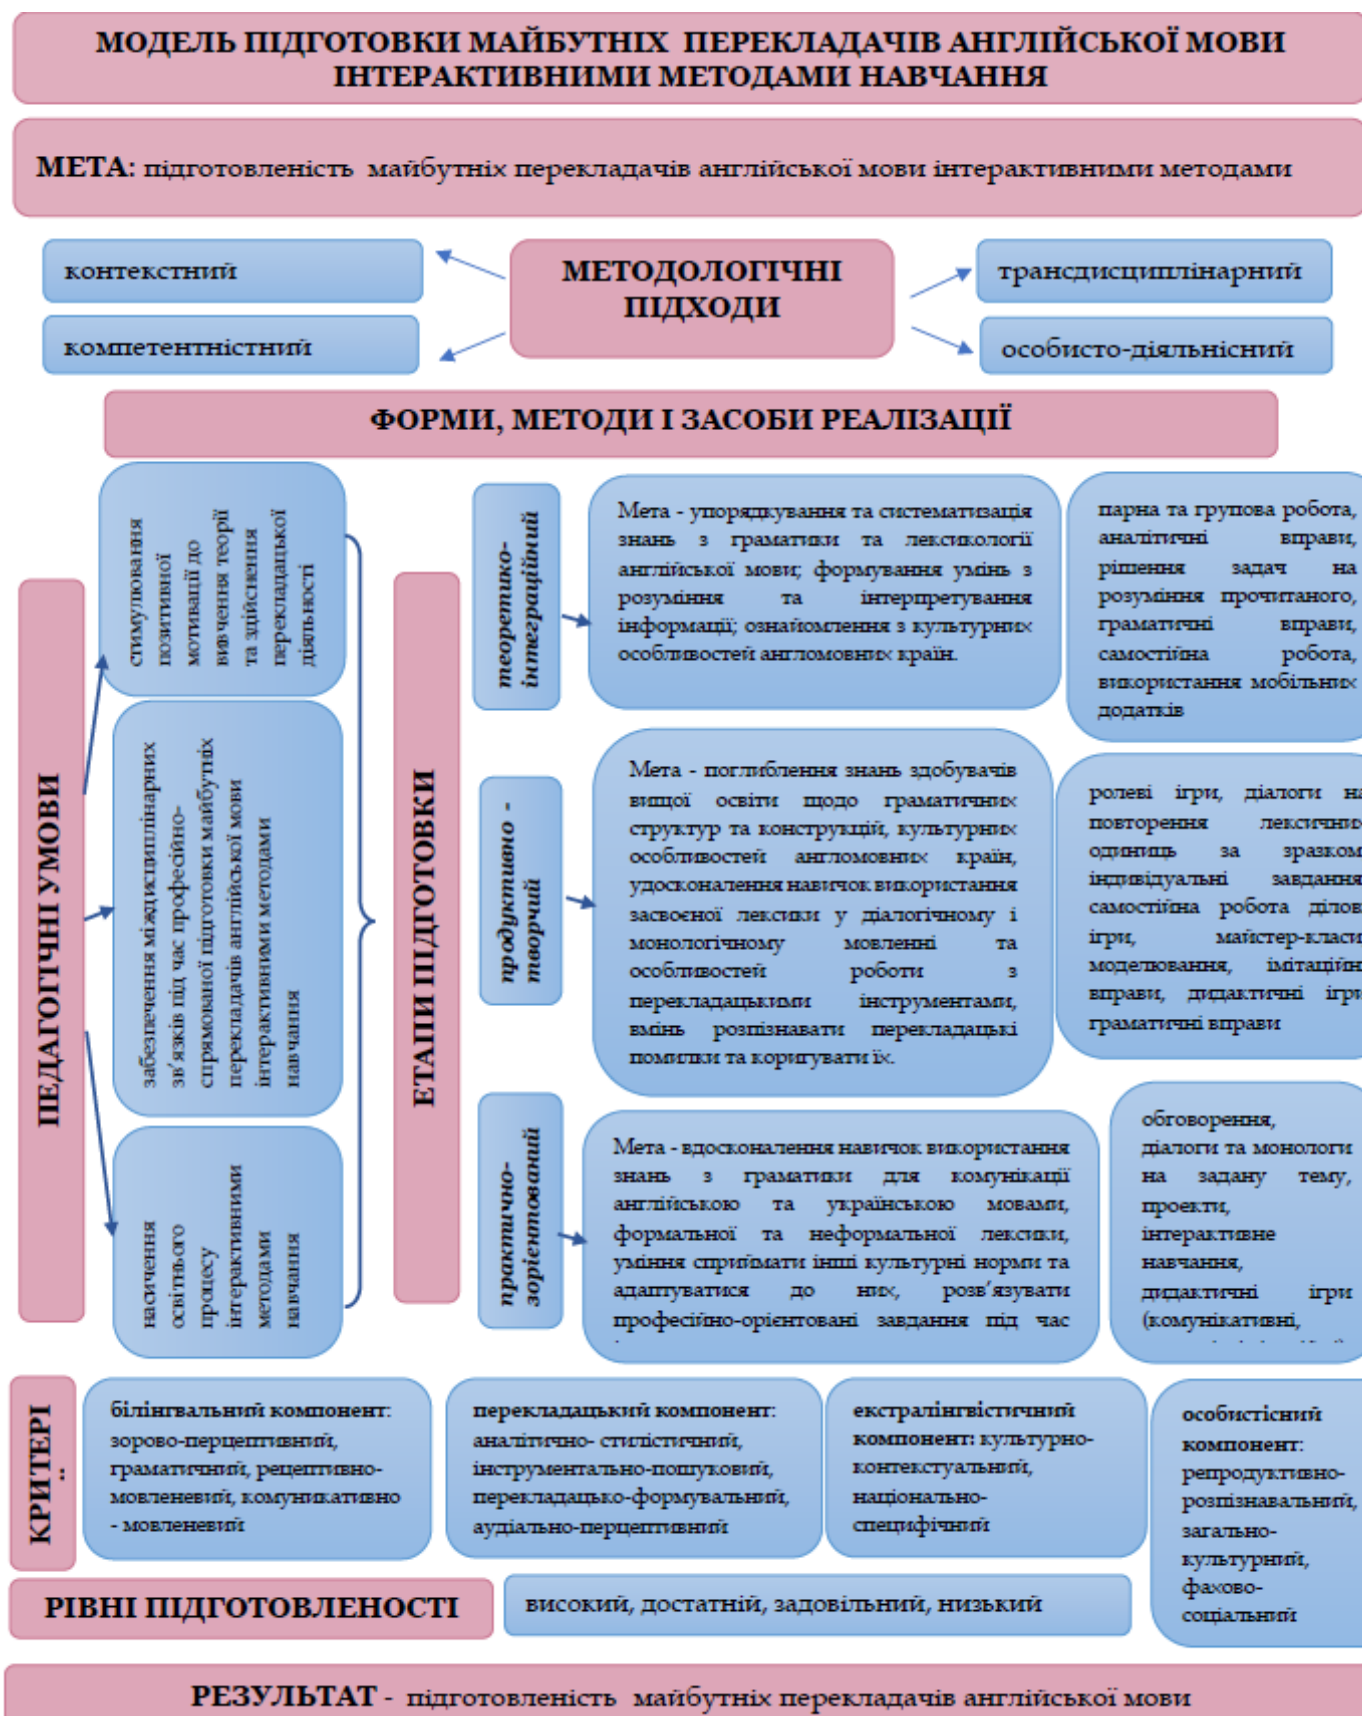 МОДЕЛЬ ПІДГОТОВКИ МАЙБУТНІХ ПЕРЕКЛАДАЧІВ АНГЛІЙСЬКОЇ МОВИ
ІНТЕРАКТИВНИМИ МЕТОДАМИ НАВЧАННЯ
МЕТА: підготовленість майбутніх перекладачів англійської мови інтерактивними методами
контекстний
компетентністний
МЕТОДОЛОГІЧНІ
ПІДХОДИ
трансдисциплінарний
особисто-діяльнісний
ФОРМИ, МЕТОДИ І ЗАСОБИ РЕАЛІЗАЦІЇ
ПЕДАГОГІЧНІ УМОВИ
стимулювання
позитивної
мотивації до
вивчення теорії
та здійснення
перекладацької
діяльності
забезпечення міждисциплінарних
зв’язків під час професійно-
спрямованої підготовки майбутніх
перекладачів англійської мови
інтерактивними методами
навчання
насичення
освітнього
процесу
інтерактивними
методами
навчання
ЕТАПИ ПІДГОТОВКИ
теоретико-
інтеграційний
Мета - упорядкування та систематизація
знань з граматики та лексикології
англійської мови; формування умінь з
розуміння та інтерпретування
інформації; ознайомлення з культурних
особливостей англомовних країн.
парна та групова робота,
аналітичні вправи,
рішення задач на
розуміння прочитаного,
граматичні вправи,
самостійна робота,
використання мобільних
додатків
продуктивно -
творчий
Мета - поглиблення знань здобувачів
вищої освіти щодо граматичних
структур та конструкцій, культурних
особливостей англомовних країн,
удосконалення навичок використання
засвоєної лексики у діалогічному і
монологічному мовленні та
особливостей роботи з
перекладацькими інструментами,
вмінь розпізнавати перекладацькі
помилки та коригувати їх.
ролеві ігри, діалоги на
повторення лексичних
одиниць за зразком
індивідуальні завдання
самостійна робота ділов
ігри, майстер-класи
моделювання, імітаційн
вправи, дидактичні ігри
граматичні вправи
практично-
зорієнтований
Мета - вдосконалення навичок використання
знань з граматики для комунікації
англійською та українською мовами,
формальної та неформальної лексики,
уміння сприймати інші культурні норми та
адаптуватися до них, розв’язувати
професійно-орієнтовані завдання під час
обговорення,
діалоги та монологи
на задану тему,
проекти,
інтерактивне
навчання,
дидактичні ігри
(комунікативні,
КРИТЕРІ
білінгвальний компонент:
зорово-перцептивний,
граматичний, рецептивно-
мовленевий, комуникативно
- мовленевий
перекладацький компонент:
аналітично- стилістичний,
інструментально-пошуковий,
перекладацько-формувальний,
аудіально-перцептивний
екстралінгвістичний
компонент: культурно-
контекстуальний,
національно-
специфічний
особистісний
компонент:
репродуктивно-
розпізнавальний,
загально-
культурний,
фахово-
соціальний
РІВНІ ПІДГОТОВЛЕНОСТІ
високий, достатній, задовільний, низький
РЕЗУЛЬТАТ - підготовленість майбутніх перекладачів англійської мови